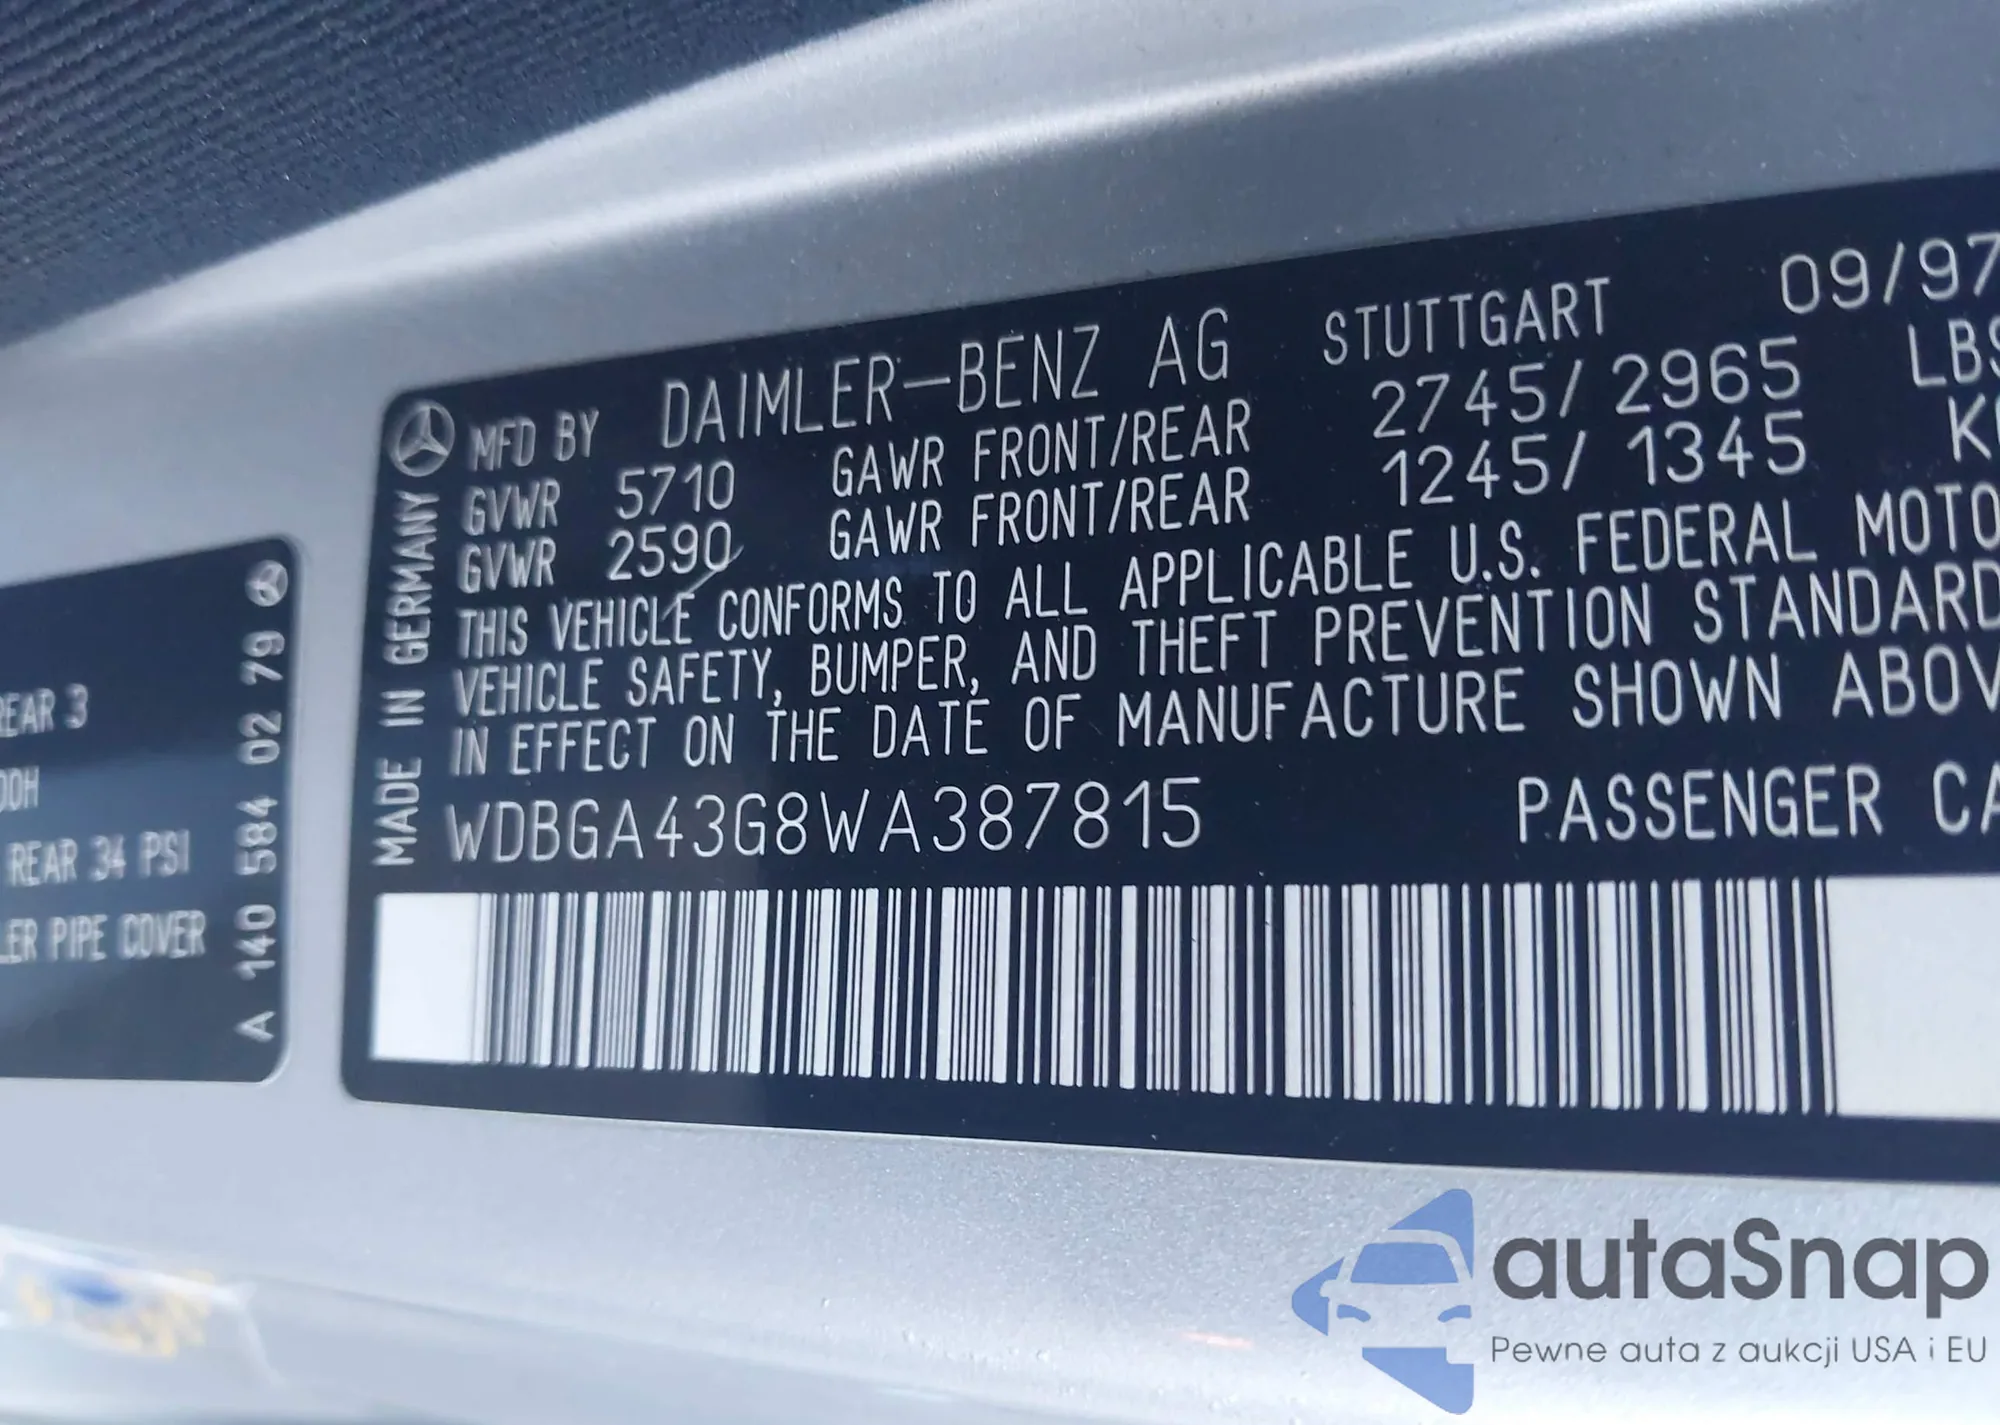 MFD BY DAIMLER-BENZ AG STUTTGART 09/97
GVWR 5710 GAWR FRONT/REAR 2745/2965 LBS
GVWR 2590 GAWR FRONT/REAR 1245/1345
THIS VEHICLE CONFORMS TO ALL APPLICABLE U.S. FEDERAL MOTO
VEHICLE SAFETY, BUMPER, AND THEFT PREVENTION STANDARD
IN EFFECT ON THE DATE OF MANUFACTURE SHOWN ABOV
WDBGA43G8WA387815 PASSENGER CA
MADE IN GERMANY
REAR 3
00H
REAR 34 PSI
LER PIPE COVER
A 140 584 02 79
autaSnap
Pewne auta z aukcji USA i EU